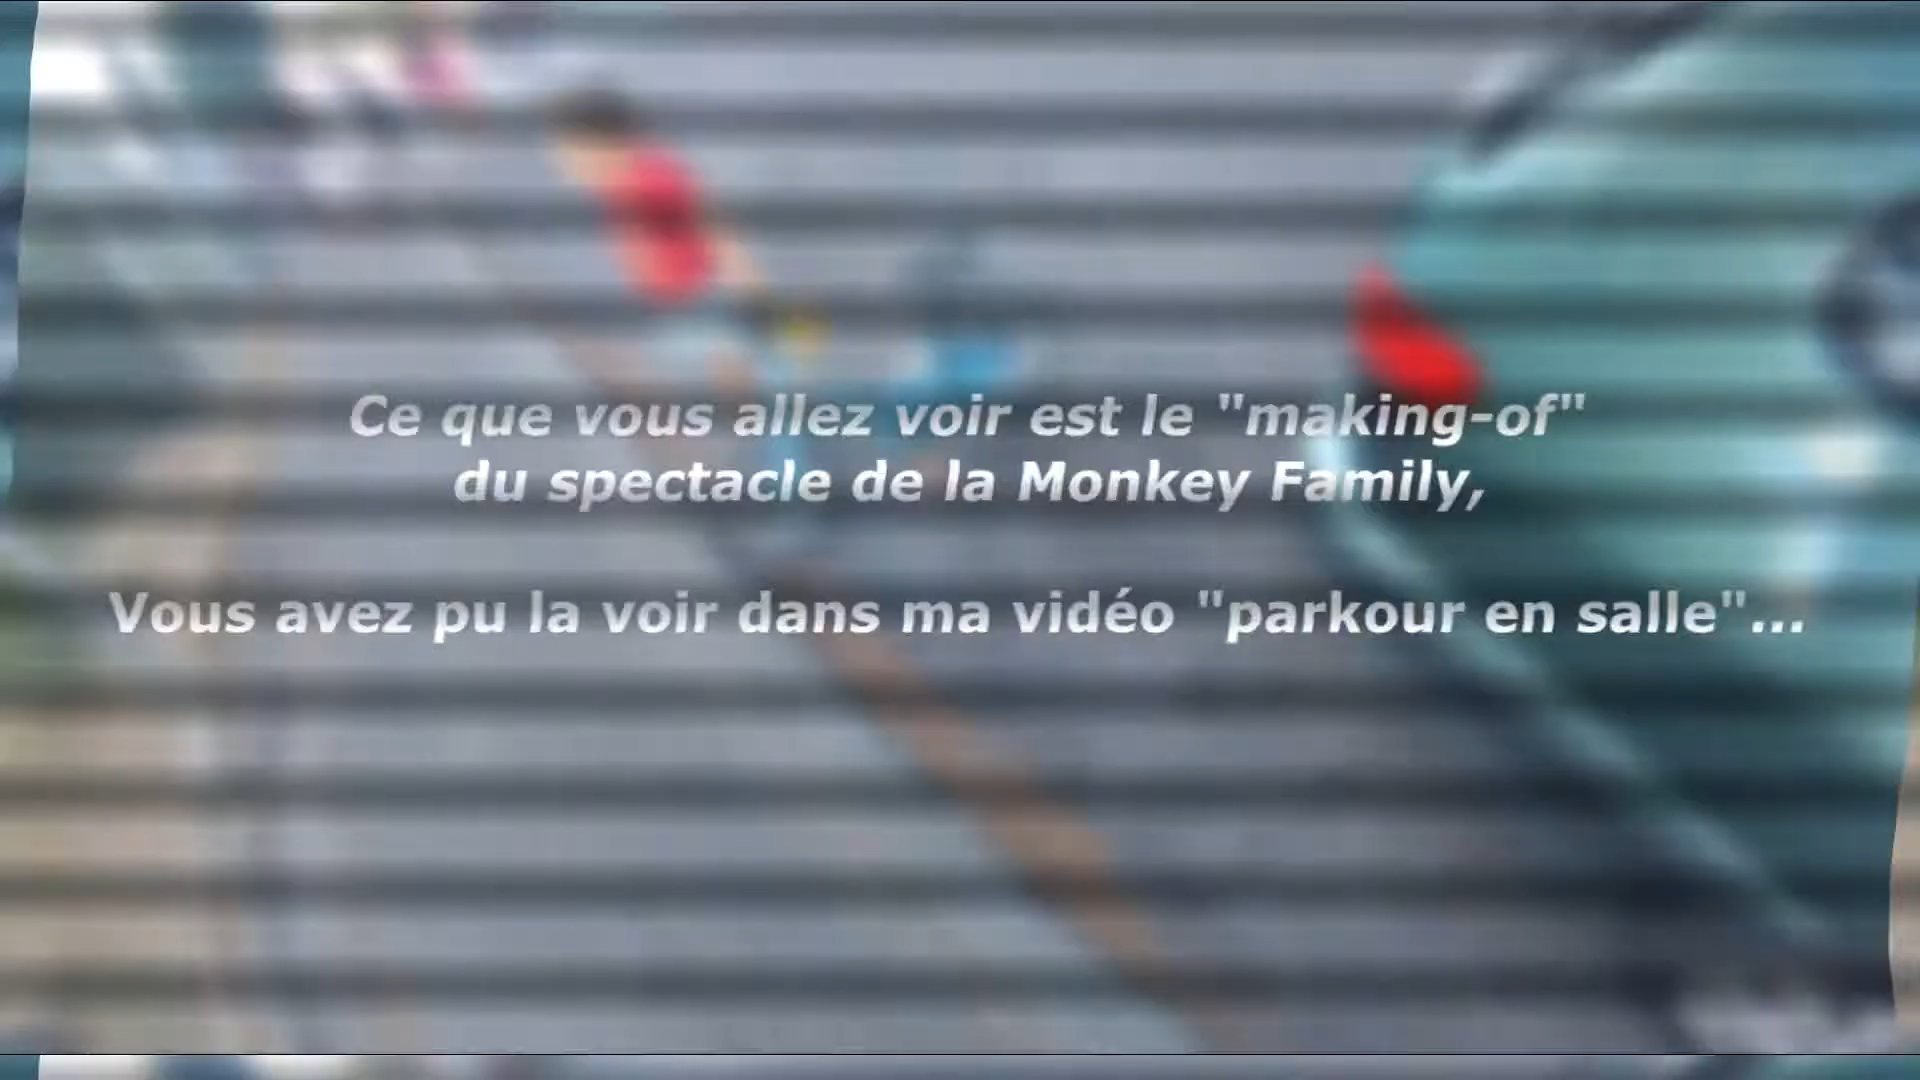 Ce que vous allez voir est le "making-of"
du spectacle de la Monkey Family,
Vous avez pu la voir dans ma vidéo "parkour en salle"...